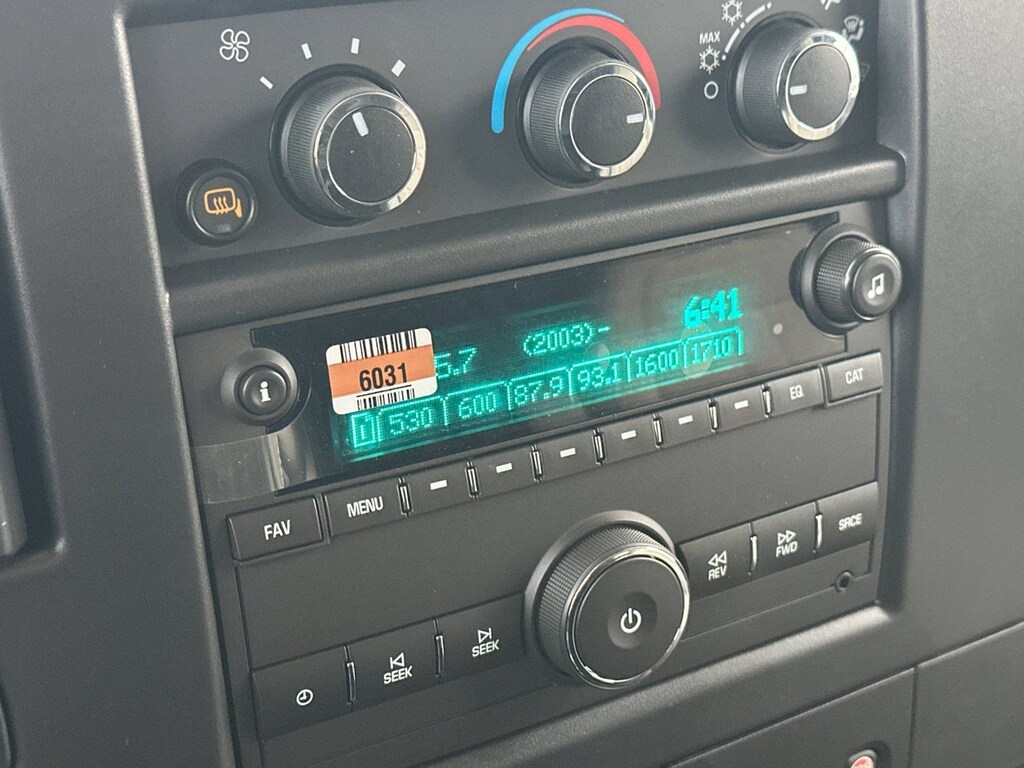 MAX
6:41
(2003)-
5.7
6031
530 600 87.9 93.1 1600 1710
EQ CAT
FAV MENU
REV FWD SRCE
SEEK SEEK